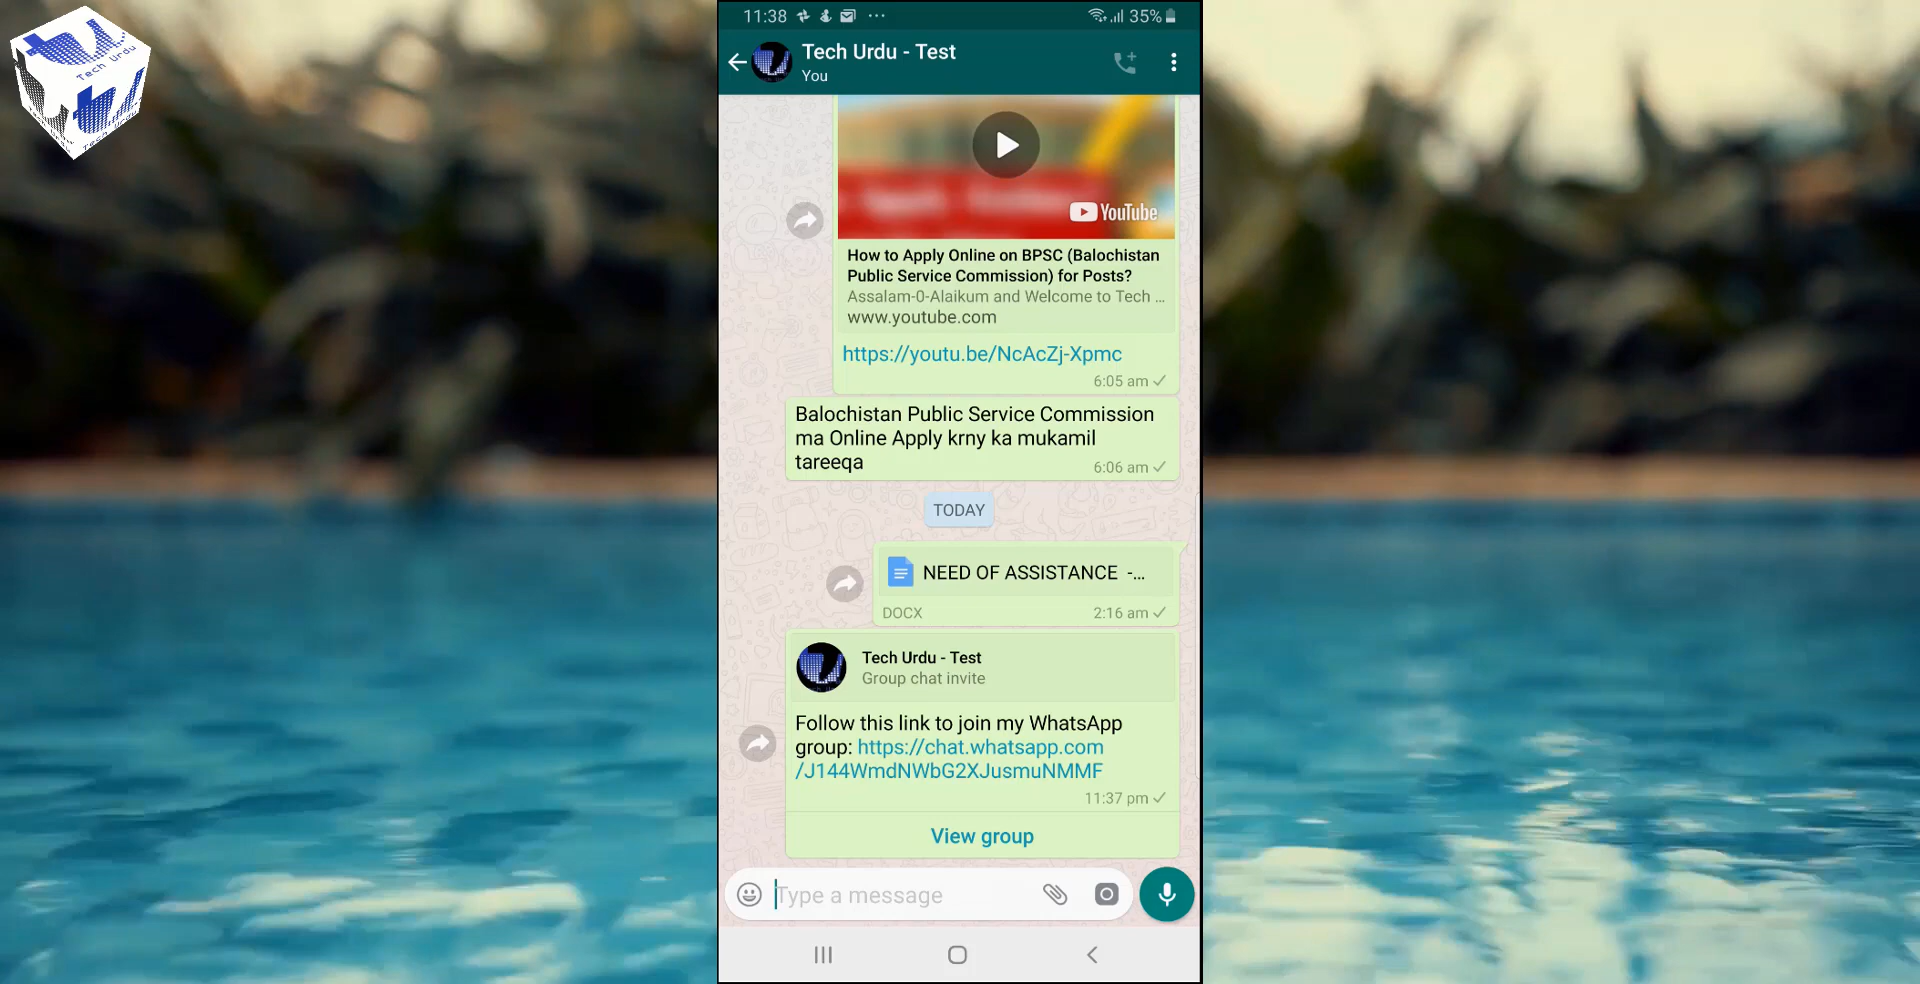 Tech Urdu
Tech Urdu
11:38
35%
Tech Urdu - Test
You
YouTube
How to Apply Online on BPSC (Balochistan
Public Service Commission) for Posts?
Assalam-0-Alaikum and Welcome to Tech ...
www.youtube.com
https://youtu.be/NcAcZj-Xpmc
6:05 am
Balochistan Public Service Commission
ma Online Apply krny ka mukamil
tareeqa
6:06 am
TODAY
NEED OF ASSISTANCE -...
DOCX
2:16 am
Tech Urdu - Test
Group chat invite
Follow this link to join my WhatsApp
group: https://chat.whatsapp.com
/J144WmdNWbG2XJusmuNMMF
11:37 pm
View group
Type a message